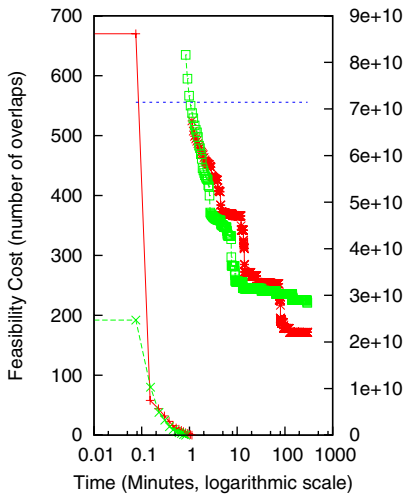 700
600
500
400
300
200
100
0
Feasibility Cost (number of overlaps)
9e+10
8e+10
7e+10
6e+10
5e+10
4e+10
3e+10
2e+10
1e+10
0
0.01 0.1 1 10 100 1000
Time (Minutes, logarithmic scale)